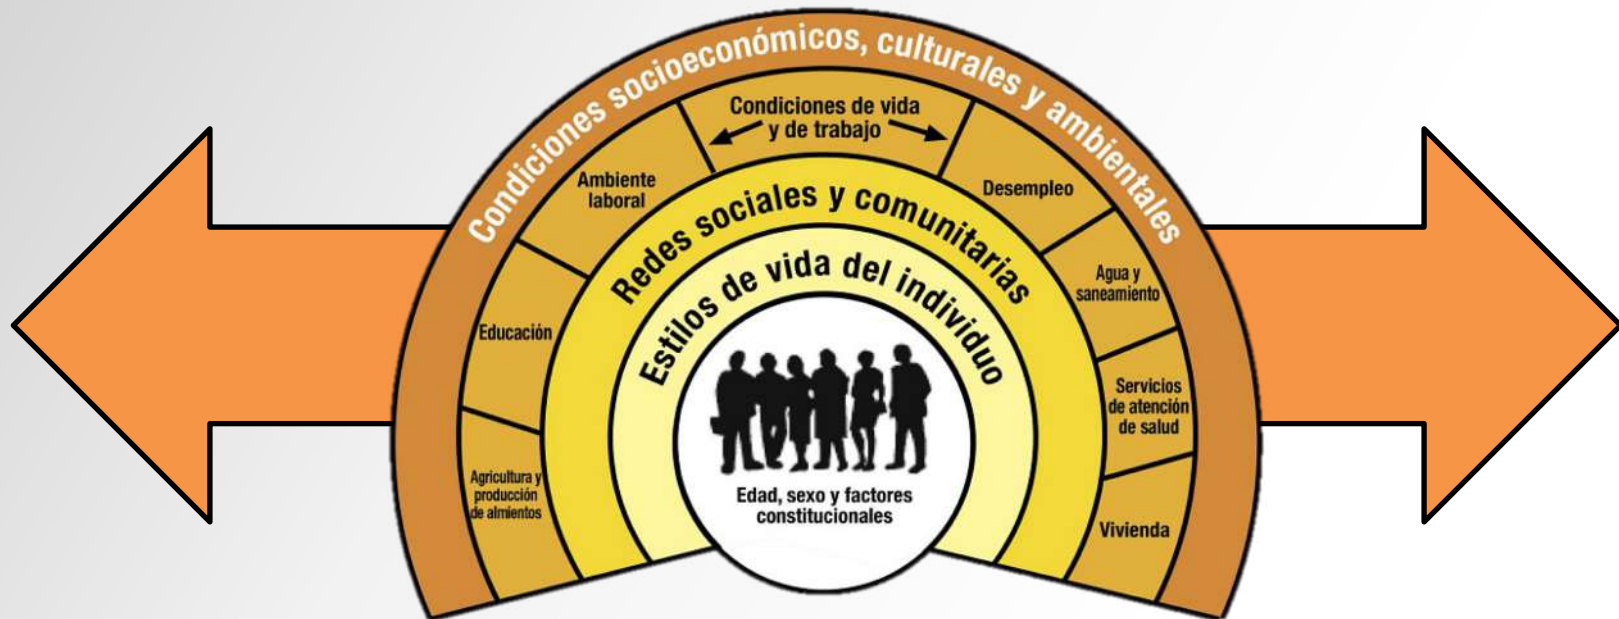 Condiciones socioeconómicos, culturales y ambientales
Condiciones de vida
y de trabajo
Ambiente
laboral
Desempleo
Redes sociales y comunitarias
Agua y
saneamiento
Estilos de vida del individuo
Educación
Servicios
de atención
de salud
Agricultura y
producción
de almientos
Edad, sexo y factores
constitucionales
Vivienda